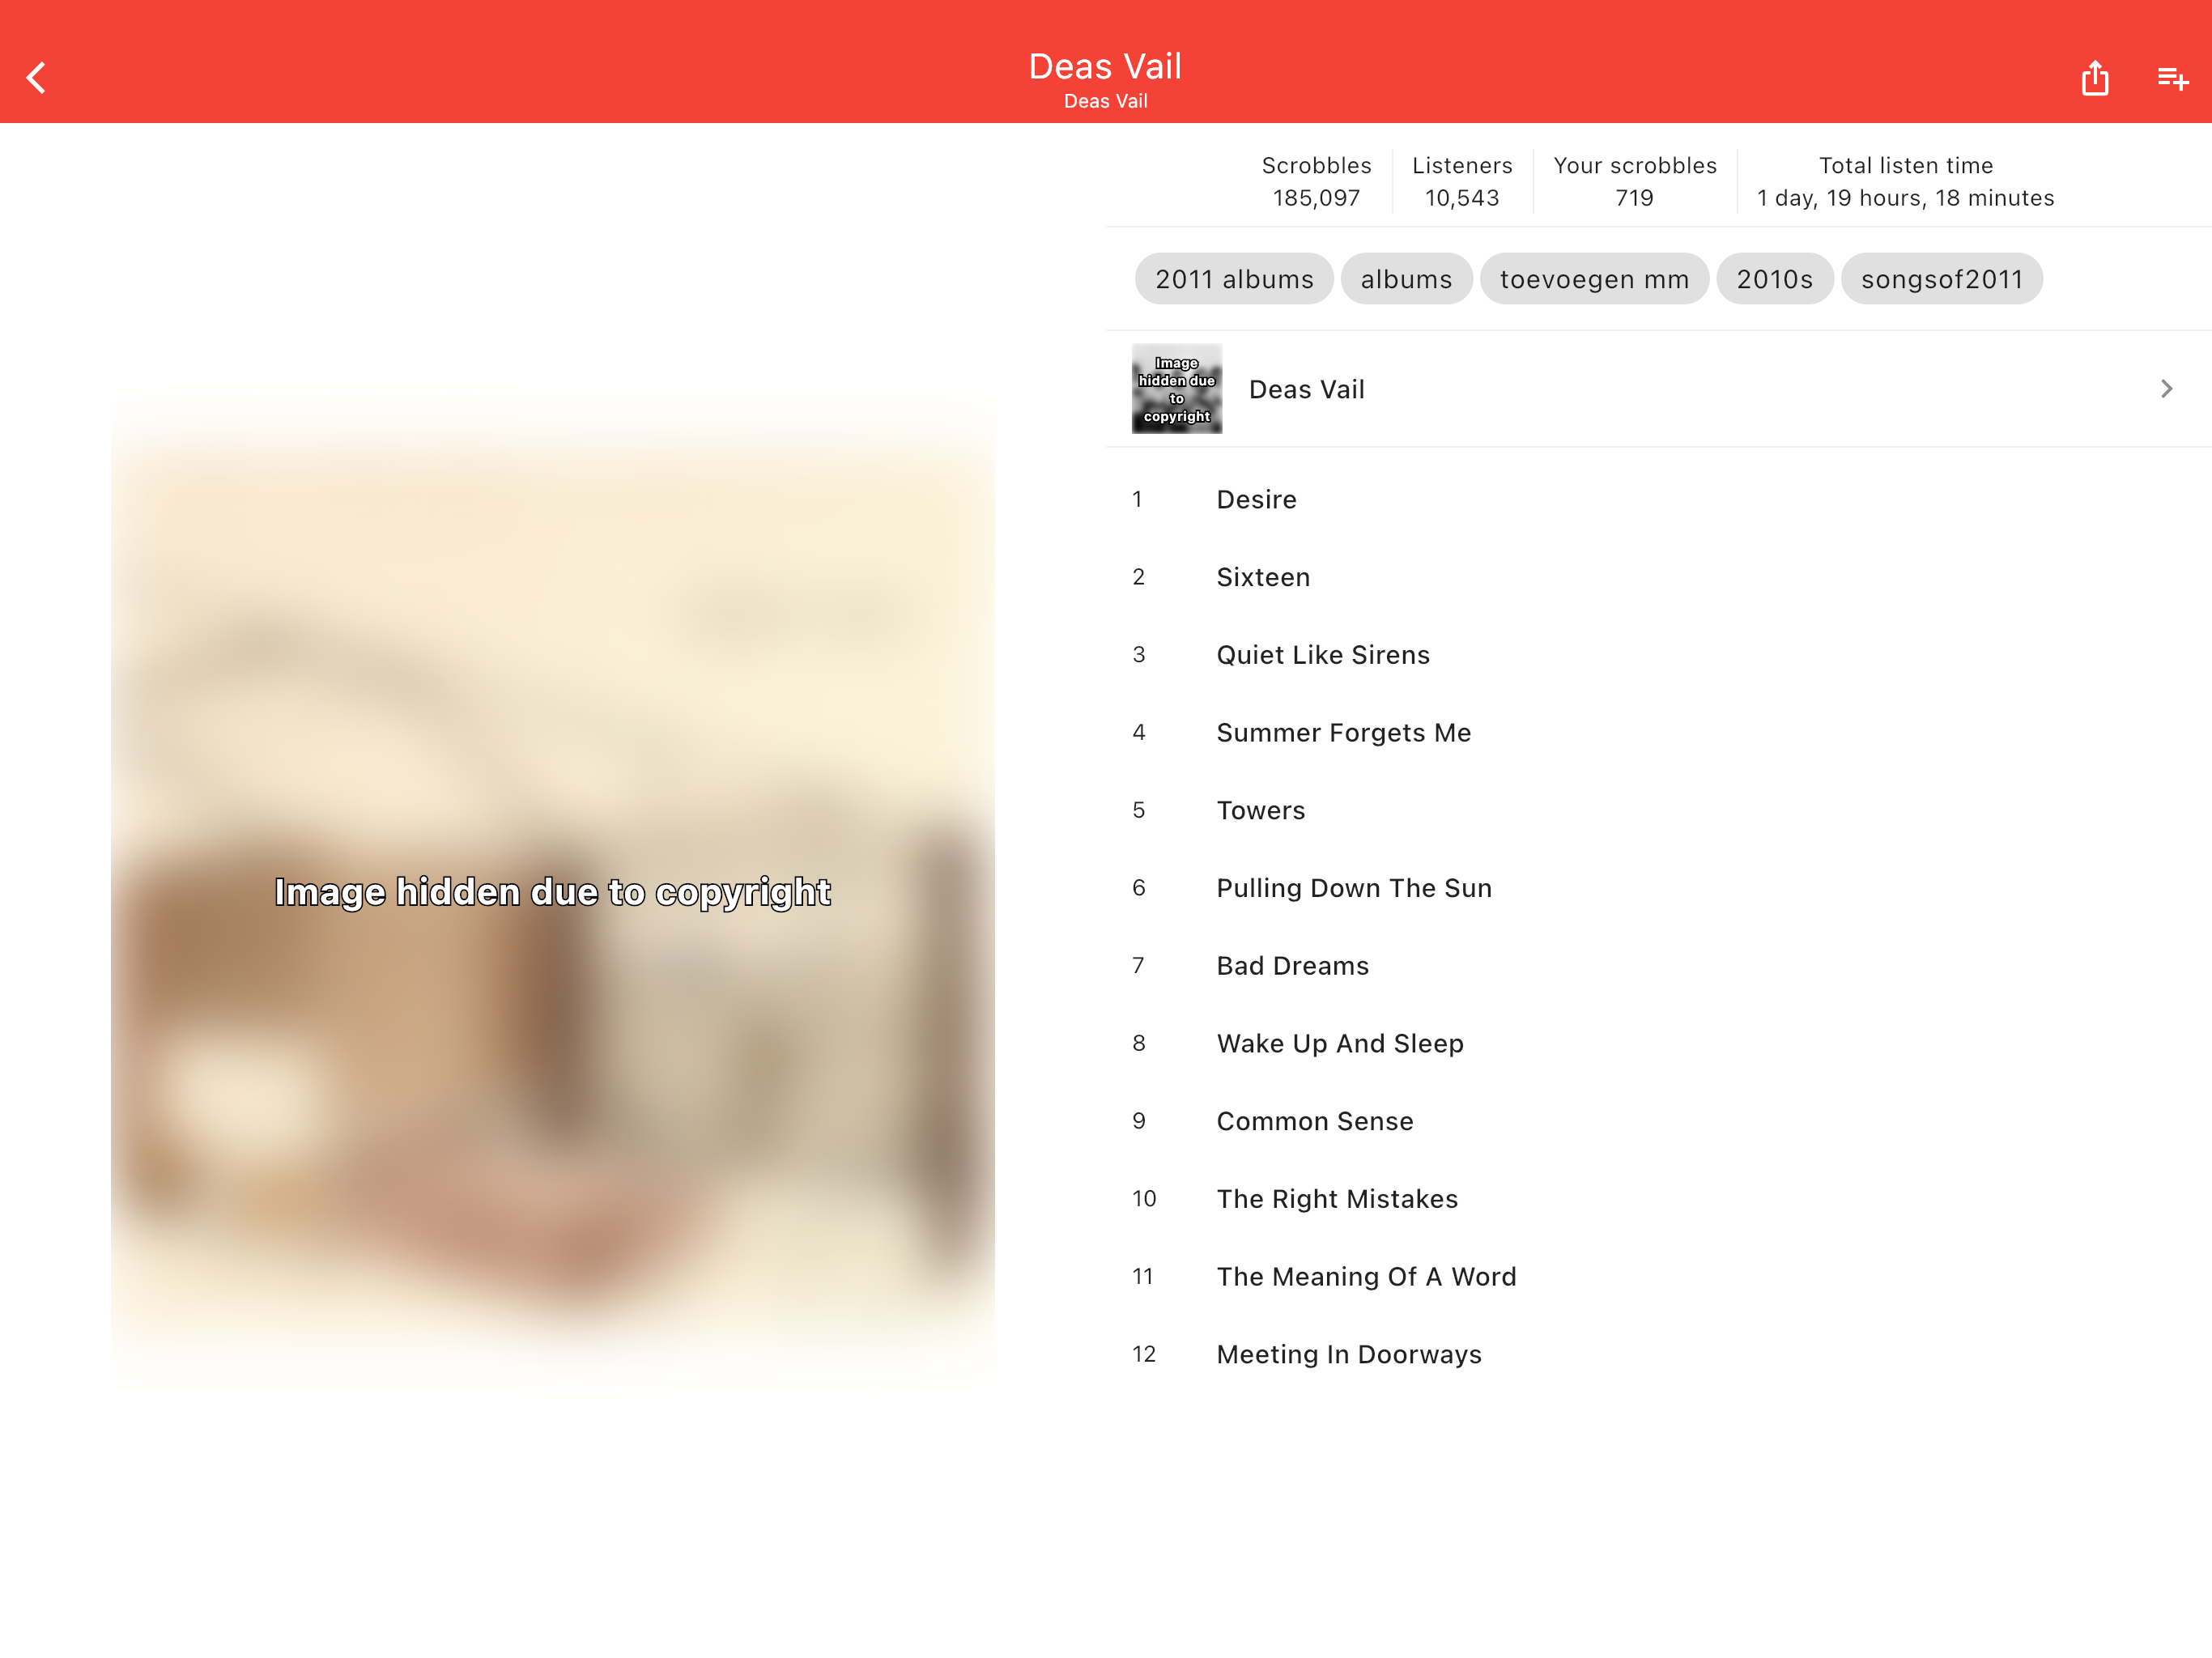 Deas Vail
Deas Vail
Scrobbles
185,097
Listeners
10,543
Your scrobbles
719
Total listen time
1 day, 19 hours, 18 minutes
2011 albums
albums
toevoegen mm
2010s
songsof2011
Image
hidden due
to
copyright
Deas Vail
1 Desire
2 Sixteen
3 Quiet Like Sirens
4 Summer Forgets Me
5 Towers
6 Pulling Down The Sun
7 Bad Dreams
8 Wake Up And Sleep
9 Common Sense
10 The Right Mistakes
11 The Meaning Of A Word
12 Meeting In Doorways
Image hidden due to copyright